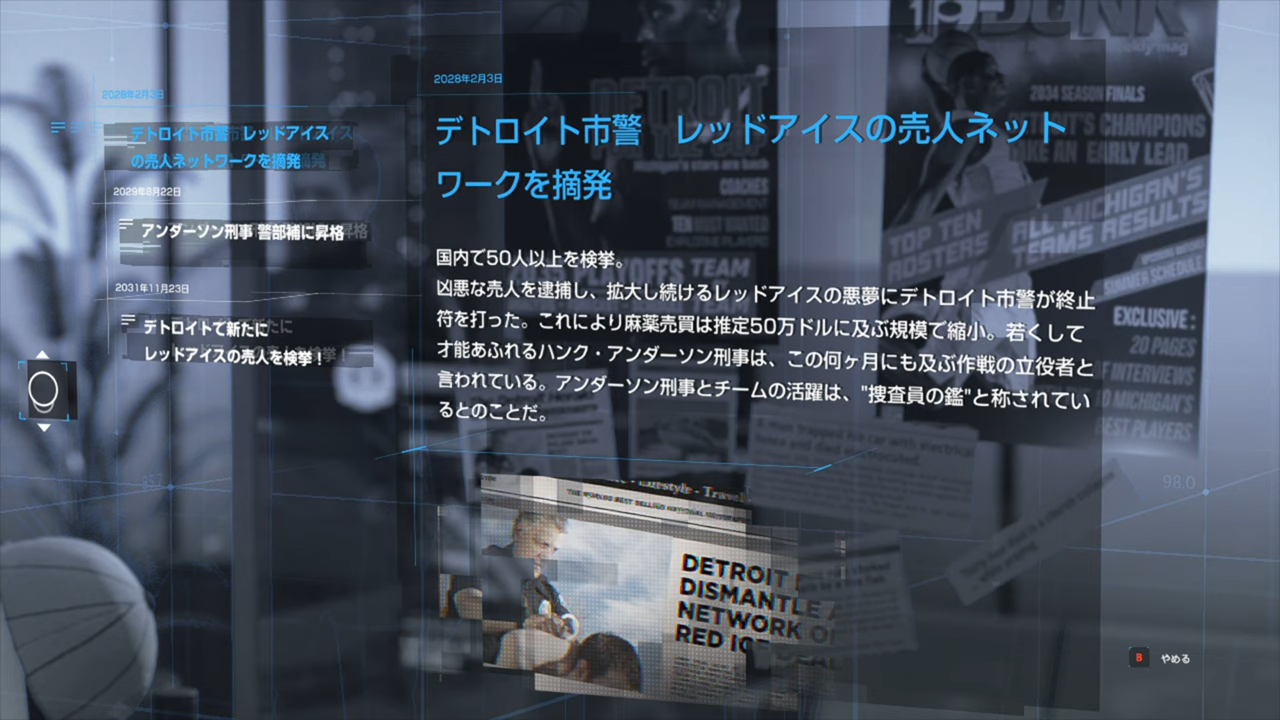 2028年2月3日
デトロイト市警 レッドアイス
の売人ネットワークを摘発
2029年9月22日
アンダーソン刑事 警部補に昇格
2031年11月23日
デトロイトで新たに
レッドアイスの売人を検挙！
2028年2月3日
デトロイト市警　レッドアイスの売人ネット
ワークを摘発
国内で50人以上を検挙。
凶悪な売人を逮捕し、拡大し続けるレッドアイスの悪夢にデトロイト市警が終止
符を打った。これにより麻薬売買は推定50万ドルに及ぶ規模で縮小。若くして
才能あふれるハンク・アンダーソン刑事は、この何ヶ月にも及ぶ作戦の立役者と
言われている。アンダーソン刑事とチームの活躍は、"捜査員の鑑"と称されてい
るとのことだ。
DETROIT
COACHES
TEAM
DUNK
weekly mag
2034 SEASON FINALS
CHAMPIONS
AN EARLY LEAD
TOP TEN
ROSTERS
ALL MICHIGAN'S
TEAMS RESULTS
SUMMER SCHEDULE
EXCLUSIVE :
20 PAGES
INTERVIEWS
MICHIGAN'S
BEST PLAYERS
98.0
Lifestyle - Travel
DETROIT
DISMANTLE A
NETWORK OF
RED ICE
B やめる